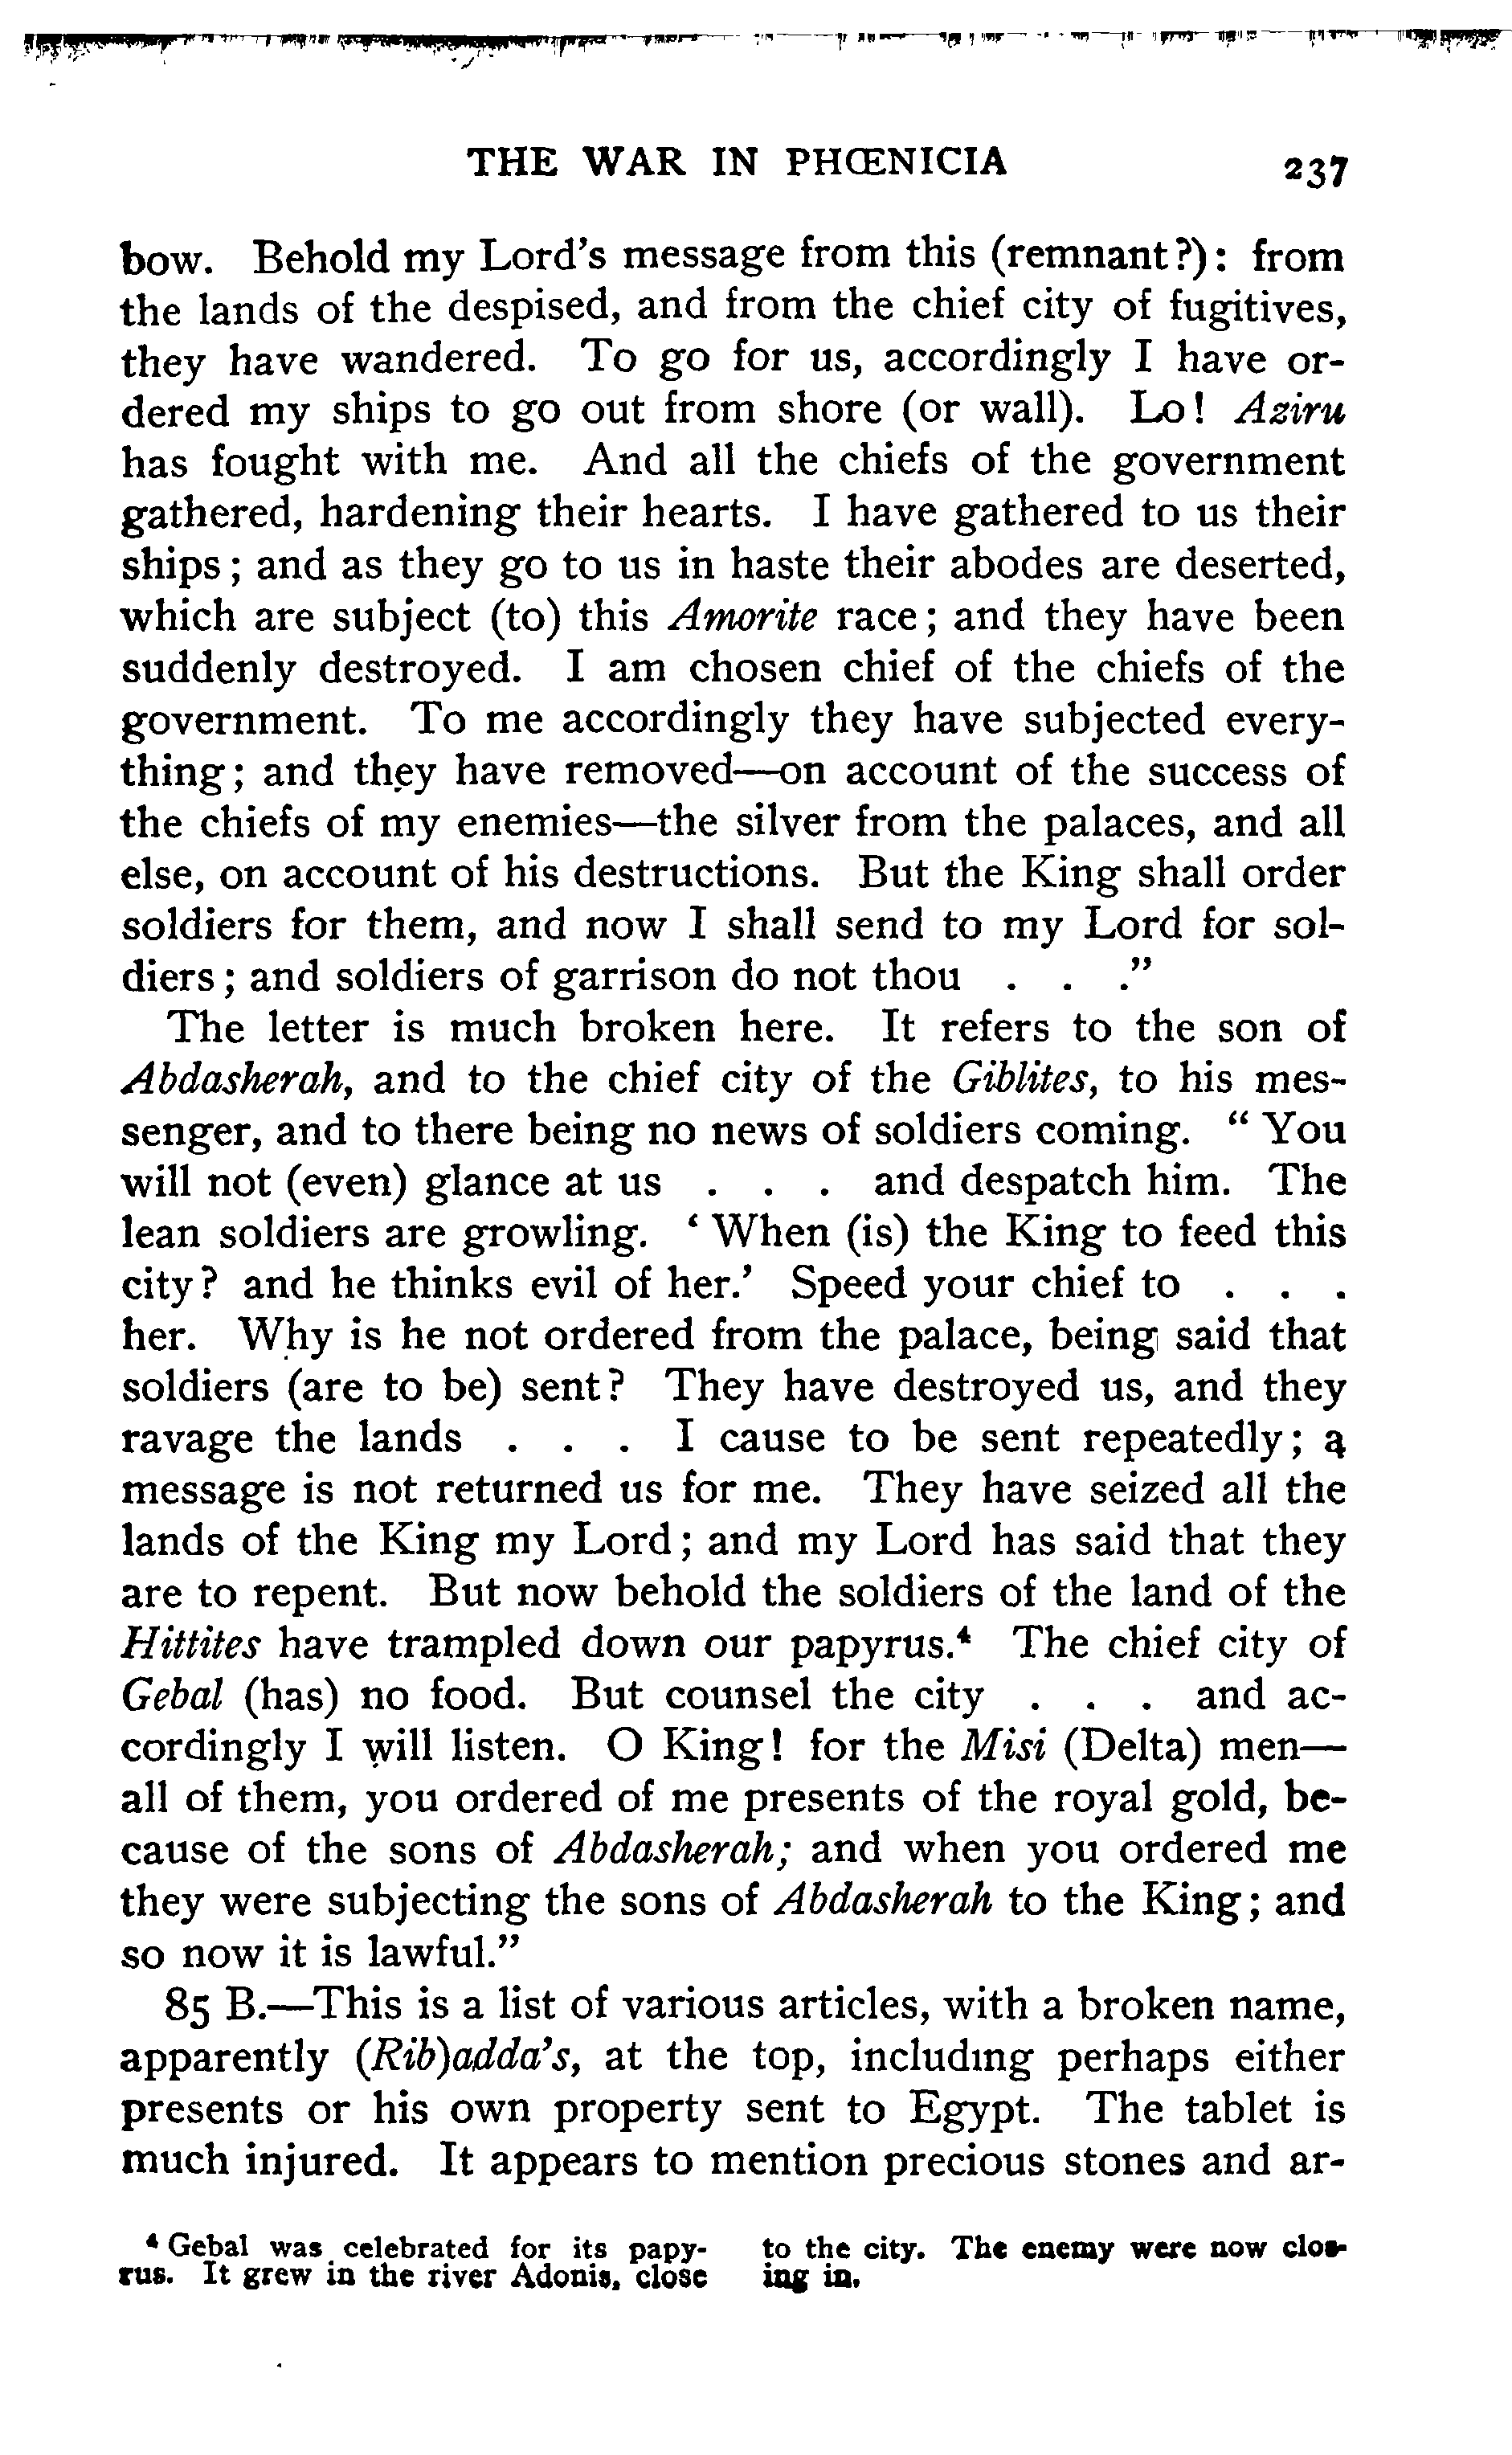 THE WAR IN PHŒNICIA 237
bow. Behold my Lord's message from this (remnant?): from
the lands of the despised, and from the chief city of fugitives,
they have wandered. To go for us, accordingly I have or-
dered my ships to go out from shore (or wall). Lo! Aziru
has fought with me. And all the chiefs of the government
gathered, hardening their hearts. I have gathered to us their
ships; and as they go to us in haste their abodes are deserted,
which are subject (to) this Amorite race; and they have been
suddenly destroyed. I am chosen chief of the chiefs of the
government. To me accordingly they have subjected every-
thing; and they have removed—on account of the success of
the chiefs of my enemies—the silver from the palaces, and all
else, on account of his destructions. But the King shall order
soldiers for them, and now I shall send to my Lord for sol-
diers; and soldiers of garrison do not thou . . ."
The letter is much broken here. It refers to the son of
Abdasherah, and to the chief city of the Giblites, to his mes-
senger, and to there being no news of soldiers coming. "You
will not (even) glance at us . . . and despatch him. The
lean soldiers are growling. 'When (is) the King to feed this
city? and he thinks evil of her.' Speed your chief to . . .
her. Why is he not ordered from the palace, being said that
soldiers (are to be) sent? They have destroyed us, and they
ravage the lands . . . I cause to be sent repeatedly; a
message is not returned us for me. They have seized all the
lands of the King my Lord; and my Lord has said that they
are to repent. But now behold the soldiers of the land of the
Hittites have trampled down our papyrus.⁴ The chief city of
Gebal (has) no food. But counsel the city . . . and ac-
cordingly I will listen. O King! for the Misi (Delta) men—
all of them, you ordered of me presents of the royal gold, be-
cause of the sons of Abdasherah; and when you ordered me
they were subjecting the sons of Abdasherah to the King; and
so now it is lawful."
85 B.—This is a list of various articles, with a broken name,
apparently (Rib)adda's, at the top, including perhaps either
presents or his own property sent to Egypt. The tablet is
much injured. It appears to mention precious stones and ar-
⁴ Gebal was celebrated for its papy-
rus. It grew in the river Adonis, close
to the city. The enemy were now clos-
ing in.